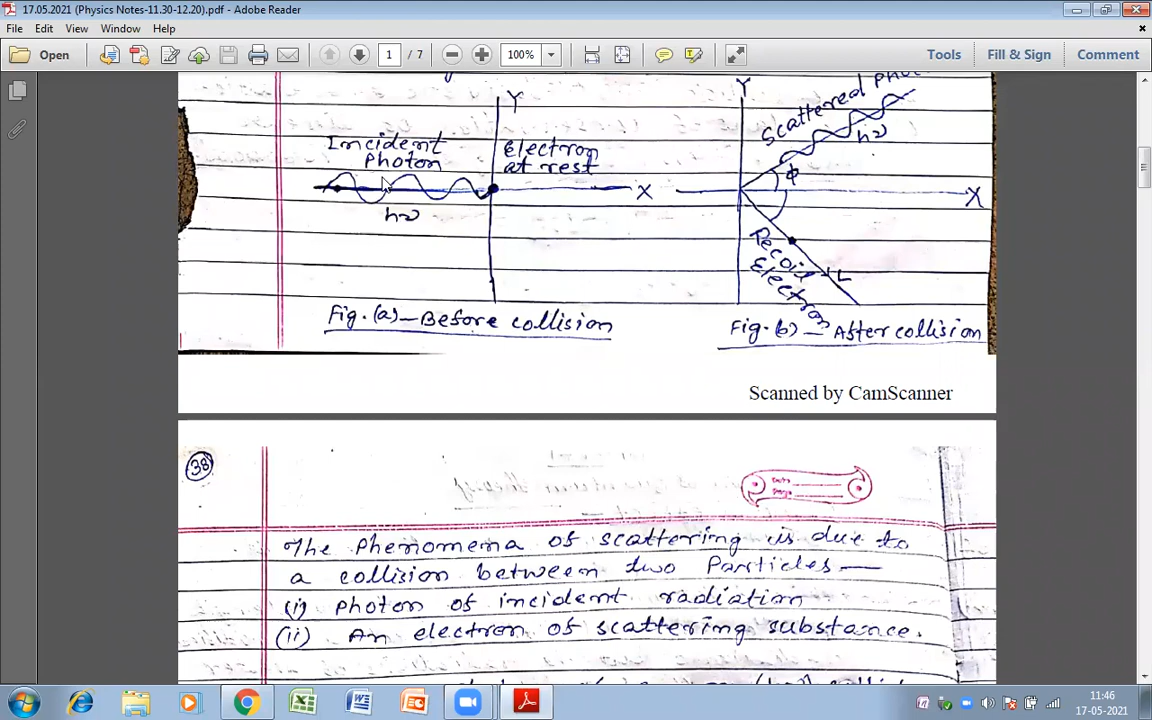 17.05.2021 (Physics Notes-11.30-12.20).pdf - Adobe Reader
File Edit View Window Help
Open 1 / 7 100% Tools Fill & Sign Comment
Y
Y
Scattered
Incident
Photon
Electron
at rest
hν
ϕ
X
X
hν
Recoil
Electron
Fig. (a) - Before collision
Fig. (b) - After collision
Scanned by CamScanner
38
The Phenomena of scattering is due to
a collision between two Particles —
(i) Photon of incident radiation
(ii) An electron of scattering substance.
11:46
17-05-2021